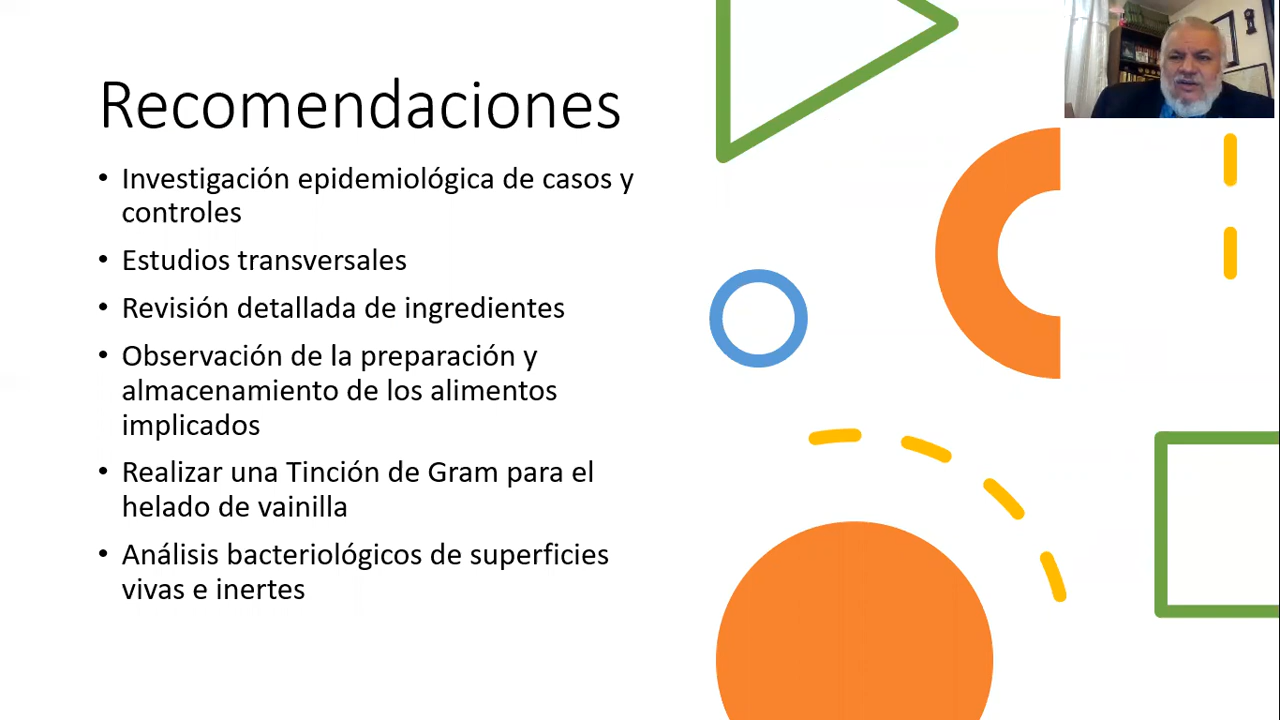 Recomendaciones
• Investigación epidemiológica de casos y
controles
• Estudios transversales
• Revisión detallada de ingredientes
• Observación de la preparación y
almacenamiento de los alimentos
implicados
• Realizar una Tinción de Gram para el
helado de vainilla
• Análisis bacteriológicos de superficies
vivas e inertes